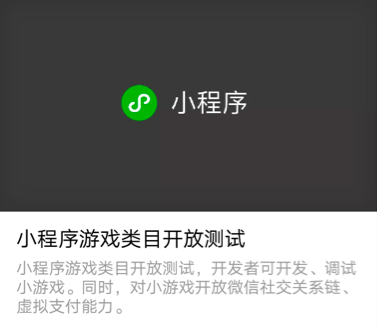 小程序
小程序游戏类目开放测试
小程序游戏类目开放测试，开发者可开发、调试
小游戏。同时，对小游戏开放微信社交关系链、
虚拟支付能力。